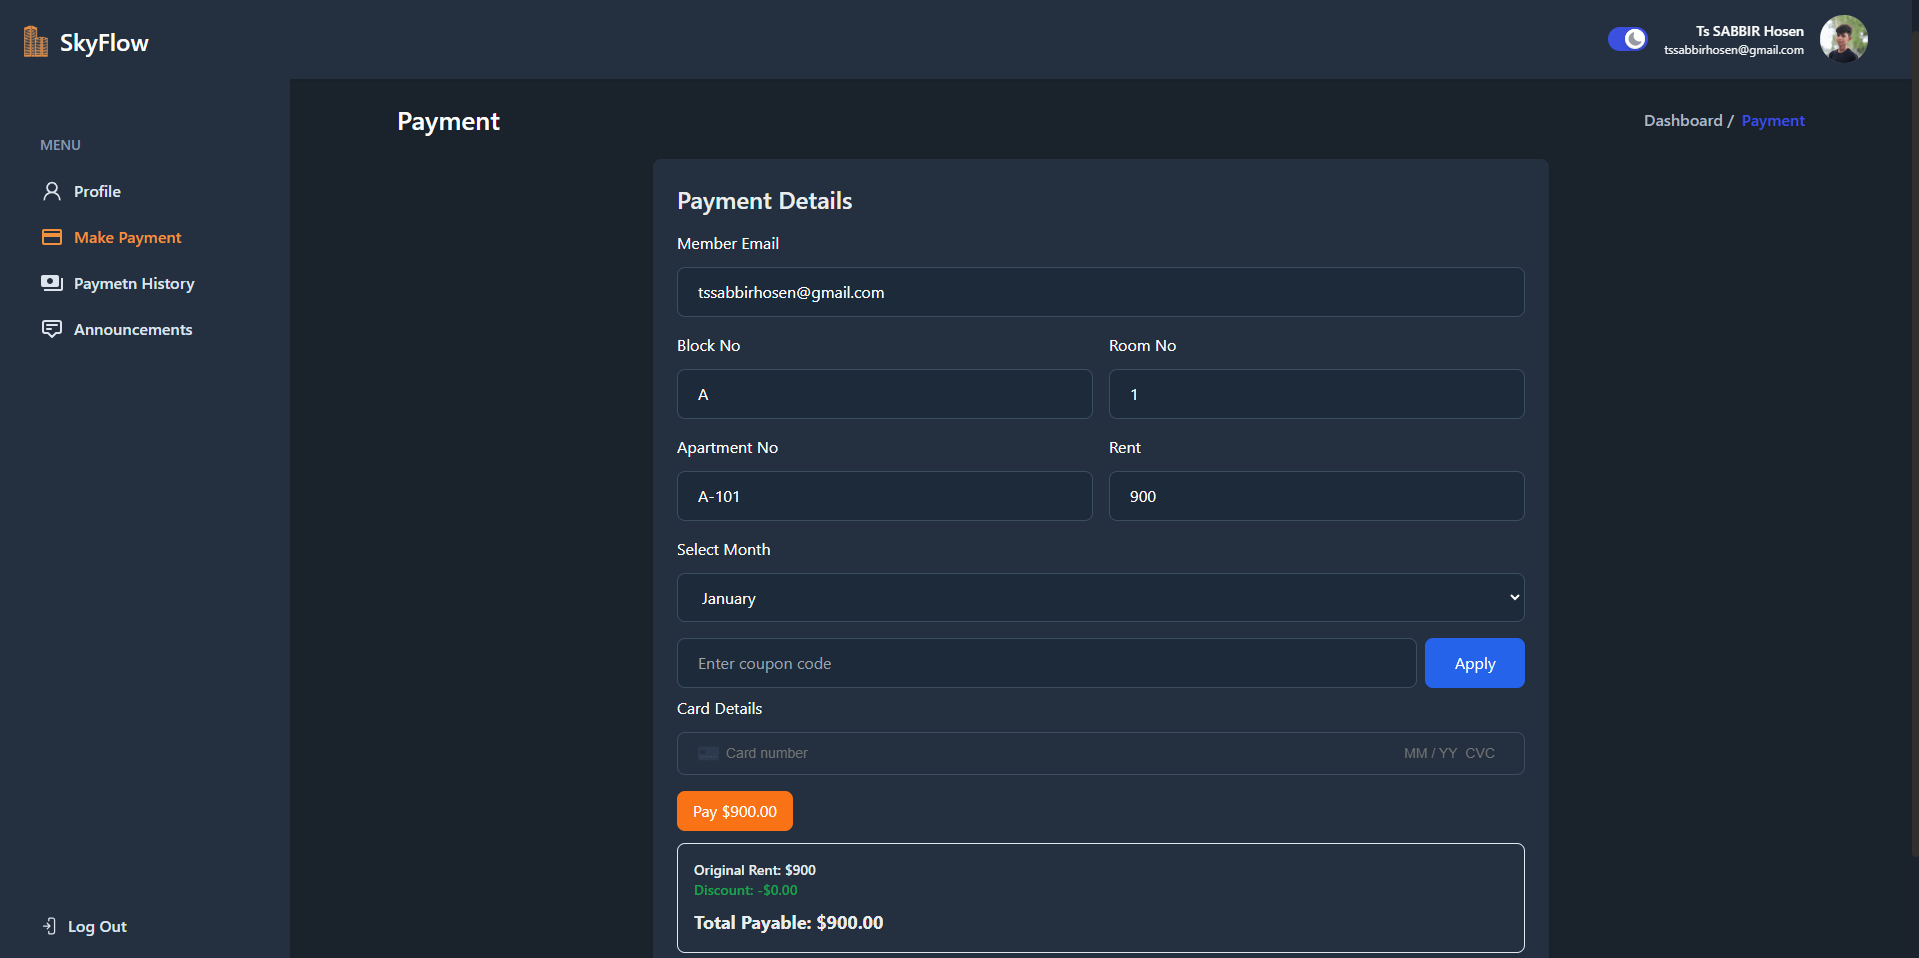 SkyFlow
Ts SABBIR Hosen
tssabbirhosen@gmail.com
MENU
Profile
Make Payment
Paymetn History
Announcements
Log Out
Payment
Dashboard / Payment
Payment Details
Member Email
tssabbirhosen@gmail.com
Block No
Room No
A
1
Apartment No
Rent
A-101
900
Select Month
January
Enter coupon code
Apply
Card Details
Card number
MM / YY CVC
Pay $900.00
Original Rent: $900
Discount: -$0.00
Total Payable: $900.00